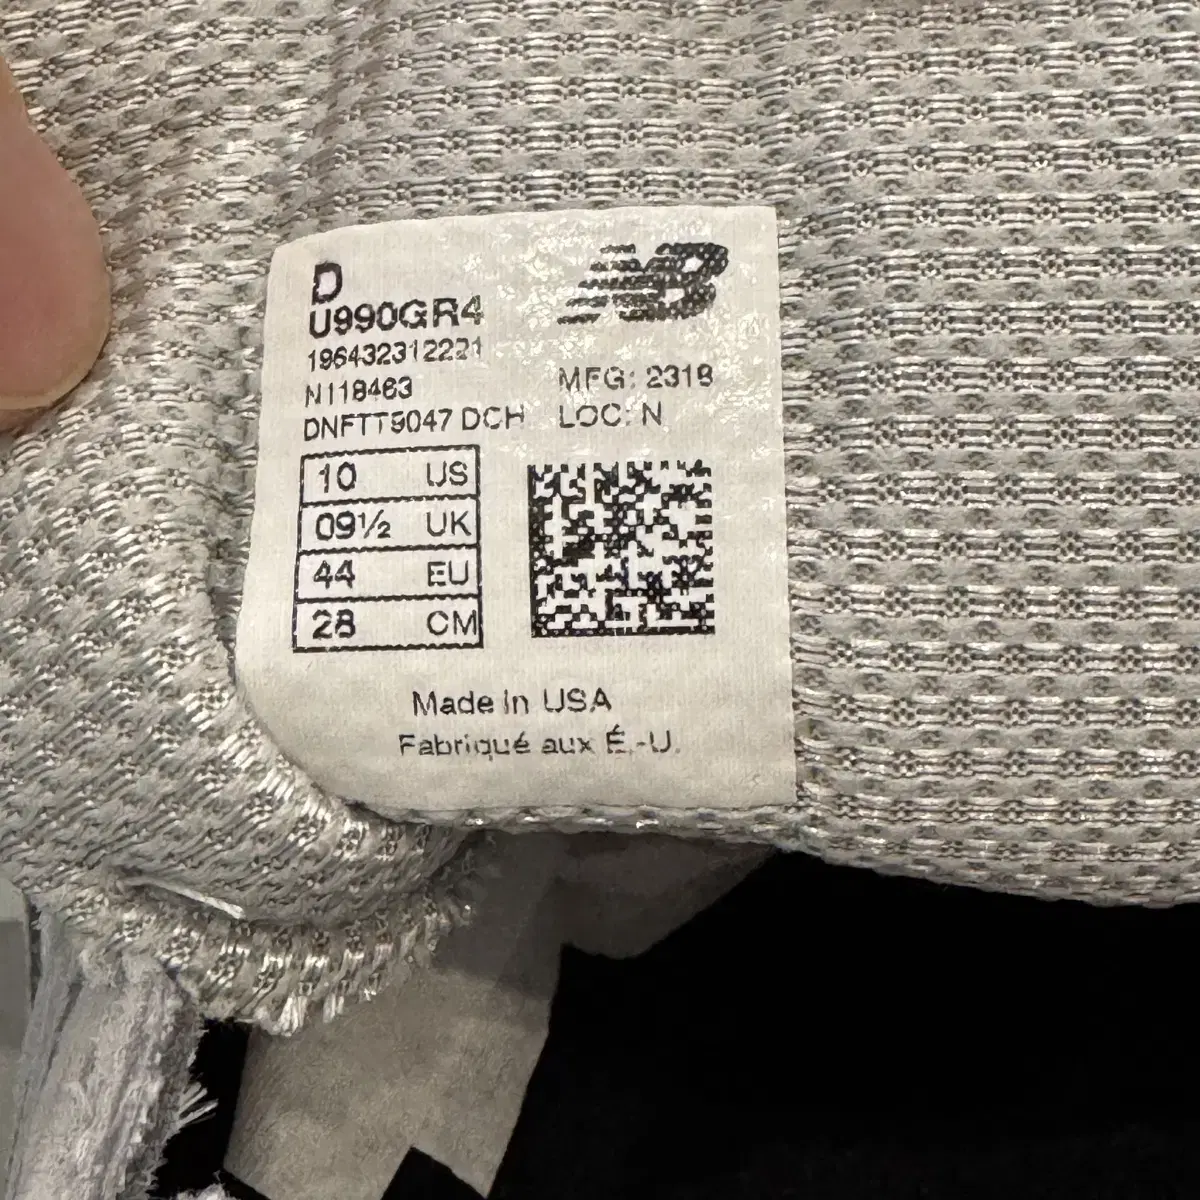 D
U990GR4
NB
196432312221
N118463
MFG: 2319
DNFTT9047 DCH
LOC: N
10 US
09½ UK
44 EU
28 CM
Made in USA
Fabriqué aux É.-U.